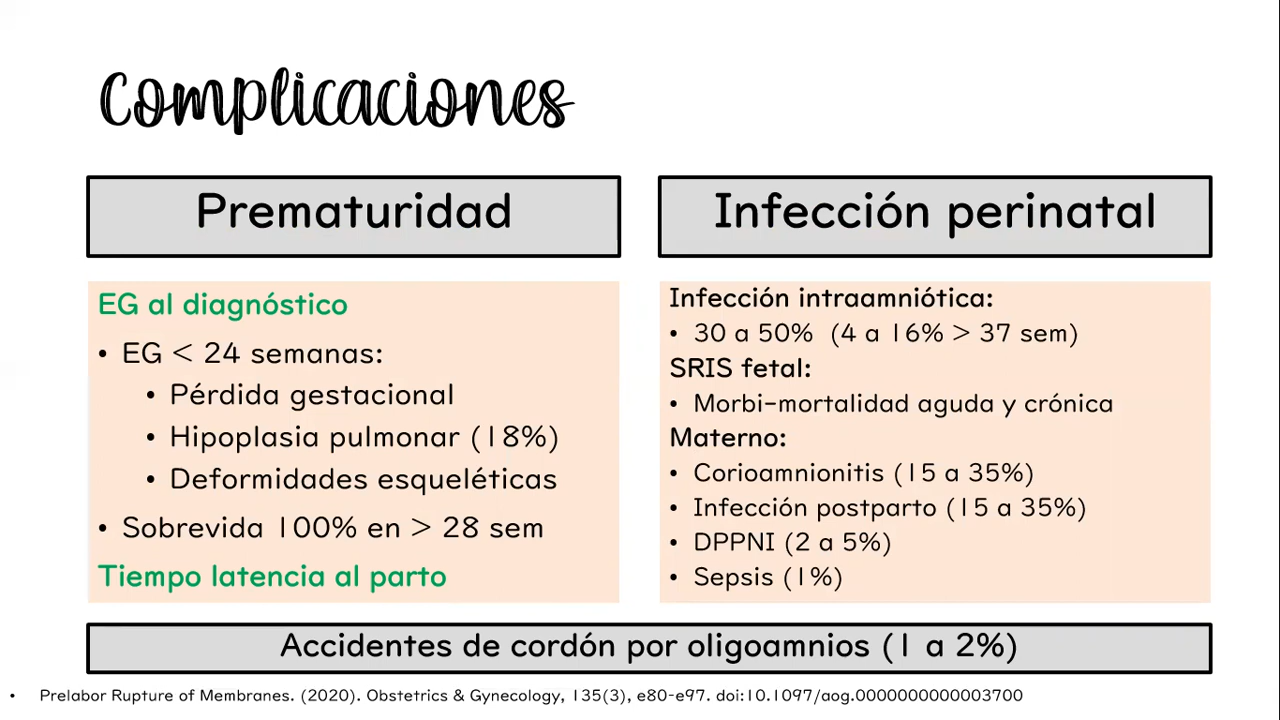 Complicaciones
Prematuridad
EG al diagnóstico
• EG < 24 semanas:
• Pérdida gestacional
• Hipoplasia pulmonar (18%)
• Deformidades esqueléticas
• Sobrevida 100% en > 28 sem
Tiempo latencia al parto
Infección perinatal
Infección intraamniótica:
• 30 a 50%  (4 a 16% > 37 sem)
SRIS fetal:
• Morbi-mortalidad aguda y crónica
Materno:
• Corioamnionitis (15 a 35%)
• Infección postparto (15 a 35%)
• DPPNI (2 a 5%)
• Sepsis (1%)
Accidentes de cordón por oligoamnios (1 a 2%)
• Prelabor Rupture of Membranes. (2020). Obstetrics & Gynecology, 135(3), e80-e97. doi:10.1097/aog.0000000000003700